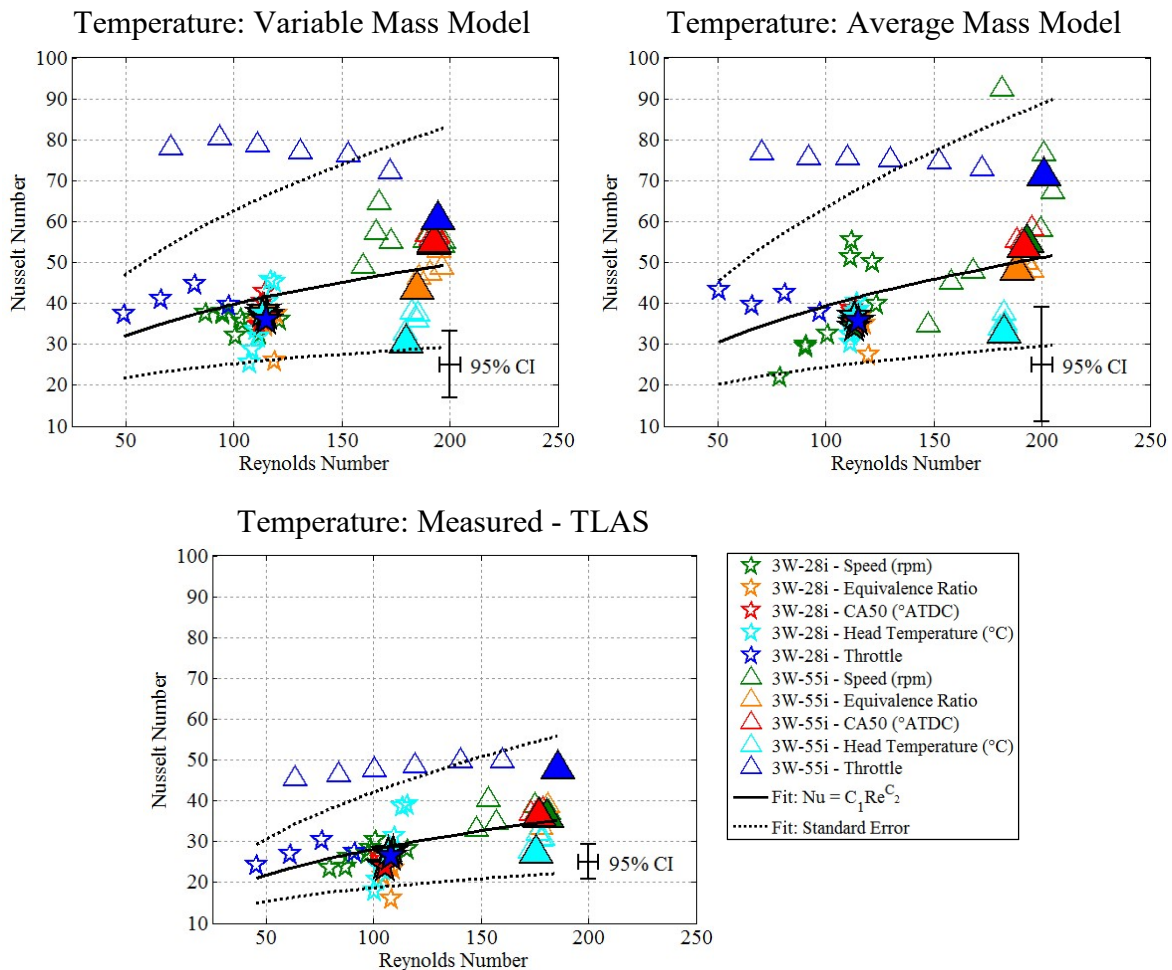 Temperature: Variable Mass Model
100
90
80
70
60
50
40
30
20
10
Nusselt Number
50
100
150
200
250
Reynolds Number
95% CI
Temperature: Average Mass Model
100
90
80
70
60
50
40
30
20
10
Nusselt Number
50
100
150
200
250
Reynolds Number
95% CI
Temperature: Measured - TLAS
100
90
80
70
60
50
40
30
20
10
Nusselt Number
50
100
150
200
250
Reynolds Number
95% CI
3W-28i - Speed (rpm)
3W-28i - Equivalence Ratio
3W-28i - CA50 (°ATDC)
3W-28i - Head Temperature (°C)
3W-28i - Throttle
3W-55i - Speed (rpm)
3W-55i - Equivalence Ratio
3W-55i - CA50 (°ATDC)
3W-55i - Head Temperature (°C)
3W-55i - Throttle
Fit: Nu = C₁Re^C₂
Fit: Standard Error